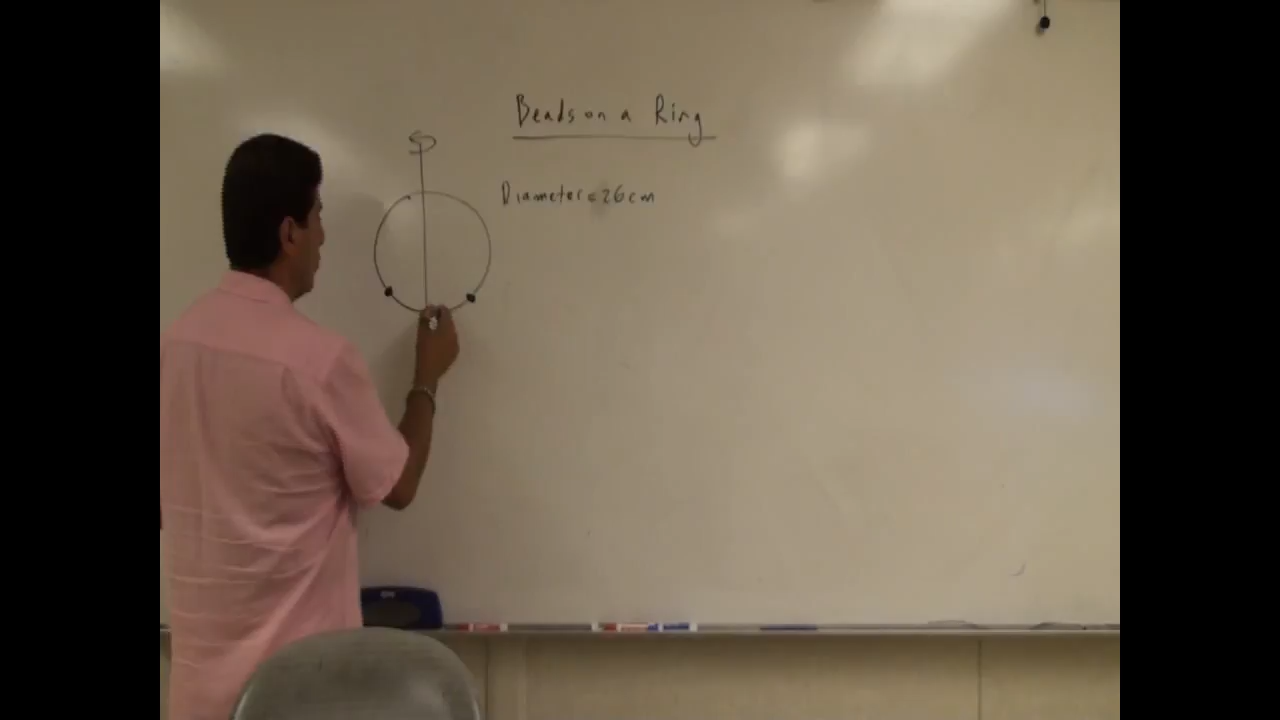 Beads on a Ring
Diameter = 26cm